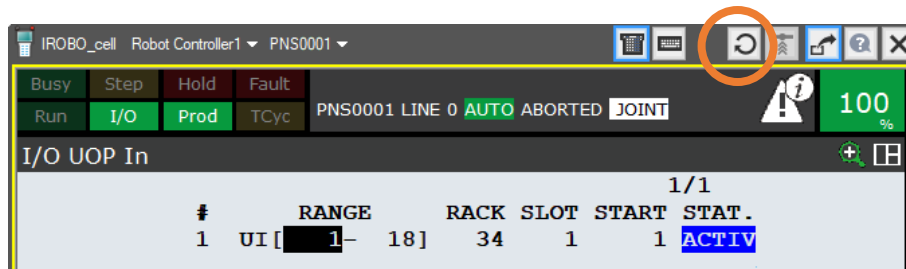 IROBO_cell Robot Controller1 PNS0001
Busy Step Hold Fault
Run I/O Prod TCyc
PNS0001 LINE 0 AUTO ABORTED JOINT
100
%
I/O UOP In
1/1
# RANGE RACK SLOT START STAT.
1 UI[ 1- 18] 34 1 1 ACTIV